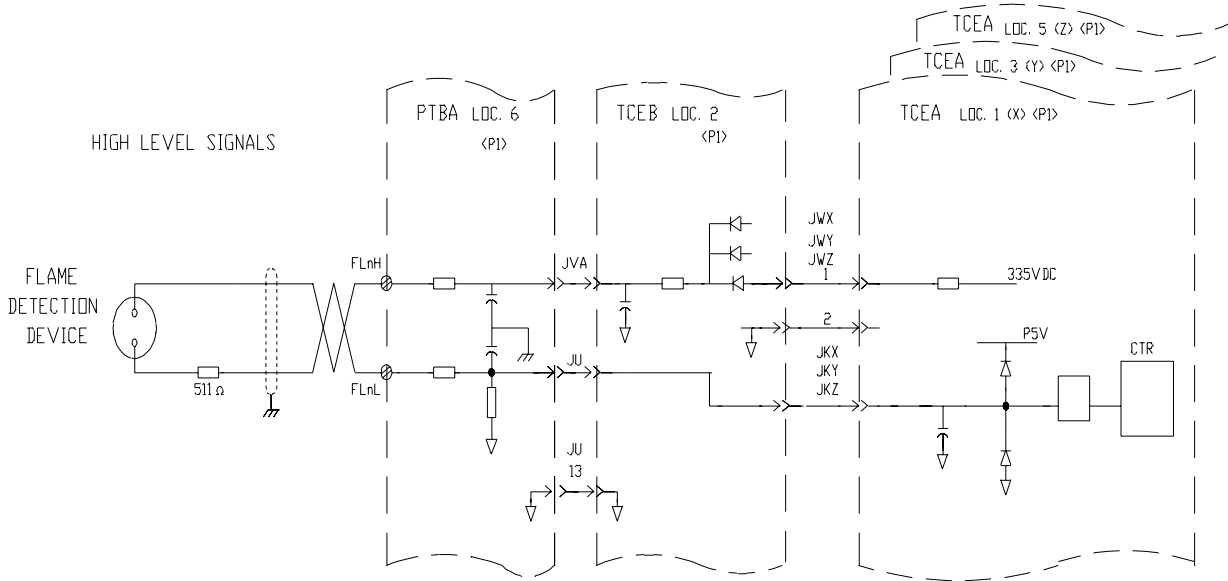 TCEA LOC. 5 (Z) <P1>
TCEA LOC. 3 (Y) <P1>
TCEA LOC. 1 (X) <P1>
PTBA LOC. 6
<P1>
TCEB LOC. 2
<P1>
HIGH LEVEL SIGNALS
FLAME
DETECTION
DEVICE
511 Ω
FLnH
FLnL
JVA
JU
JU
13
JWX
JWY
JWZ
1
2
JKX
JKY
JKZ
335VDC
P5V
CTR